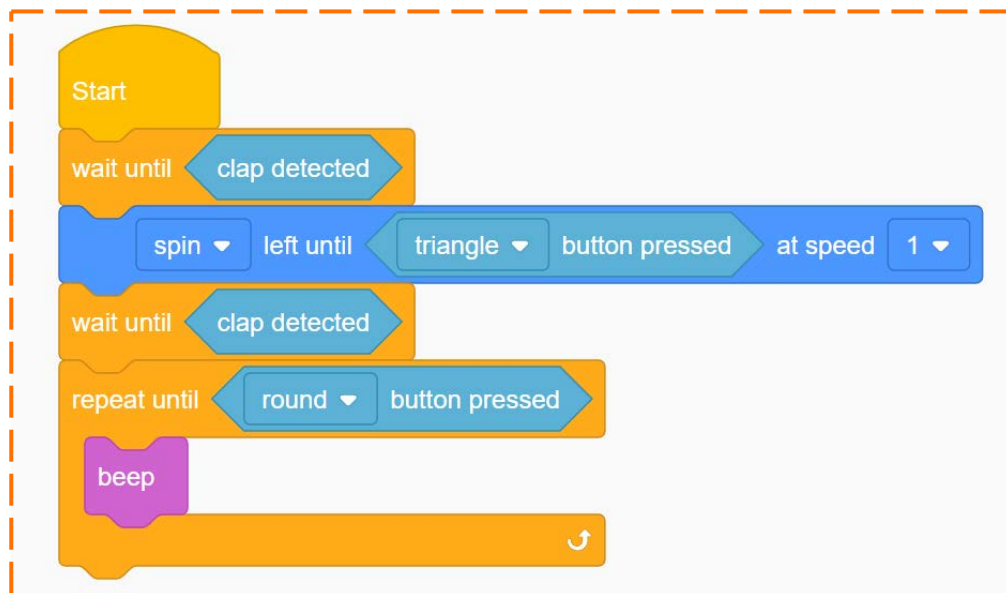 Start
wait until clap detected
spin left until triangle button pressed at speed 1
wait until clap detected
repeat until round button pressed
beep